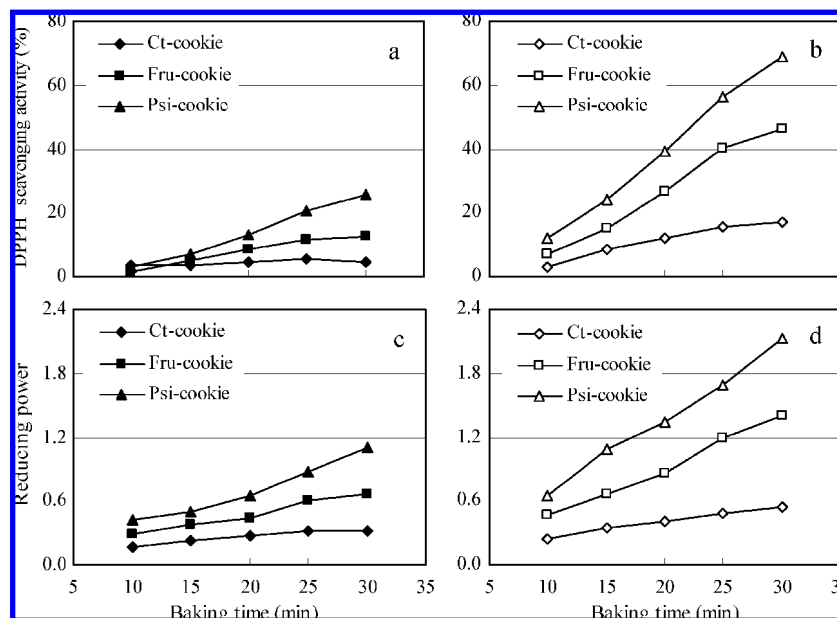 DPPH scavenging activity (%)
80
60
40
20
0
Ct-cookie
Fru-cookie
Psi-cookie
a
80
60
40
20
0
Ct-cookie
Fru-cookie
Psi-cookie
b
Reducing power
2.4
1.8
1.2
0.6
0.0
Ct-cookie
Fru-cookie
Psi-cookie
c
5 10 15 20 25 30 35
Baking time (min)
2.4
1.8
1.2
0.6
0.0
Ct-cookie
Fru-cookie
Psi-cookie
d
5 10 15 20 25 30
Baking time (min)